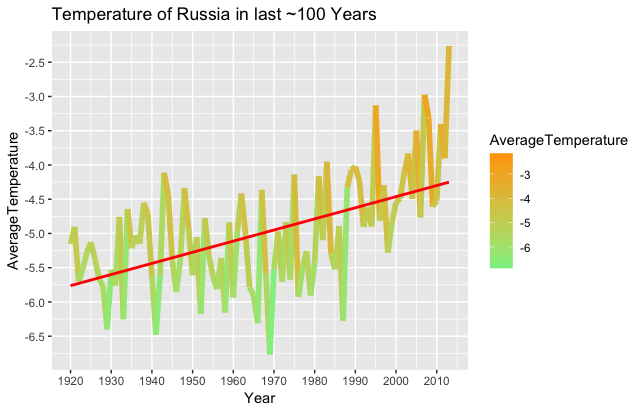 Temperature of Russia in last ~100 Years
AverageTemperature
-2.5
-3.0
-3.5
-4.0
-4.5
-5.0
-5.5
-6.0
-6.5
1920 1930 1940 1950 1960 1970 1980 1990 2000 2010
Year
AverageTemperature
-3
-4
-5
-6